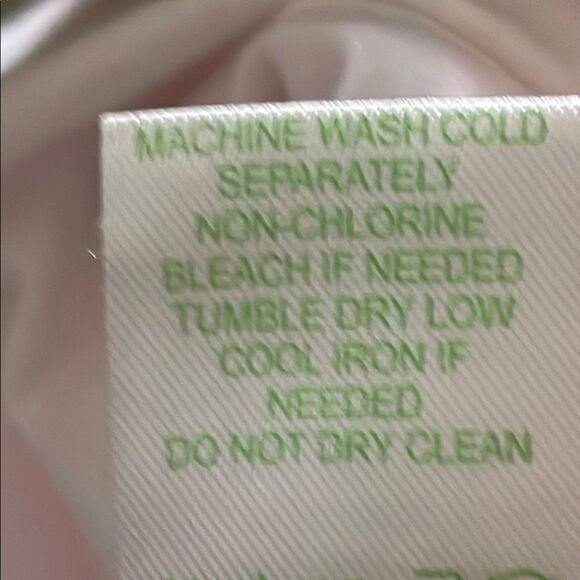 MACHINE WASH COLD
SEPARATELY
NON-CHLORINE
BLEACH IF NEEDED
TUMBLE DRY LOW
COOL IRON IF
NEEDED
DO NOT DRY CLEAN